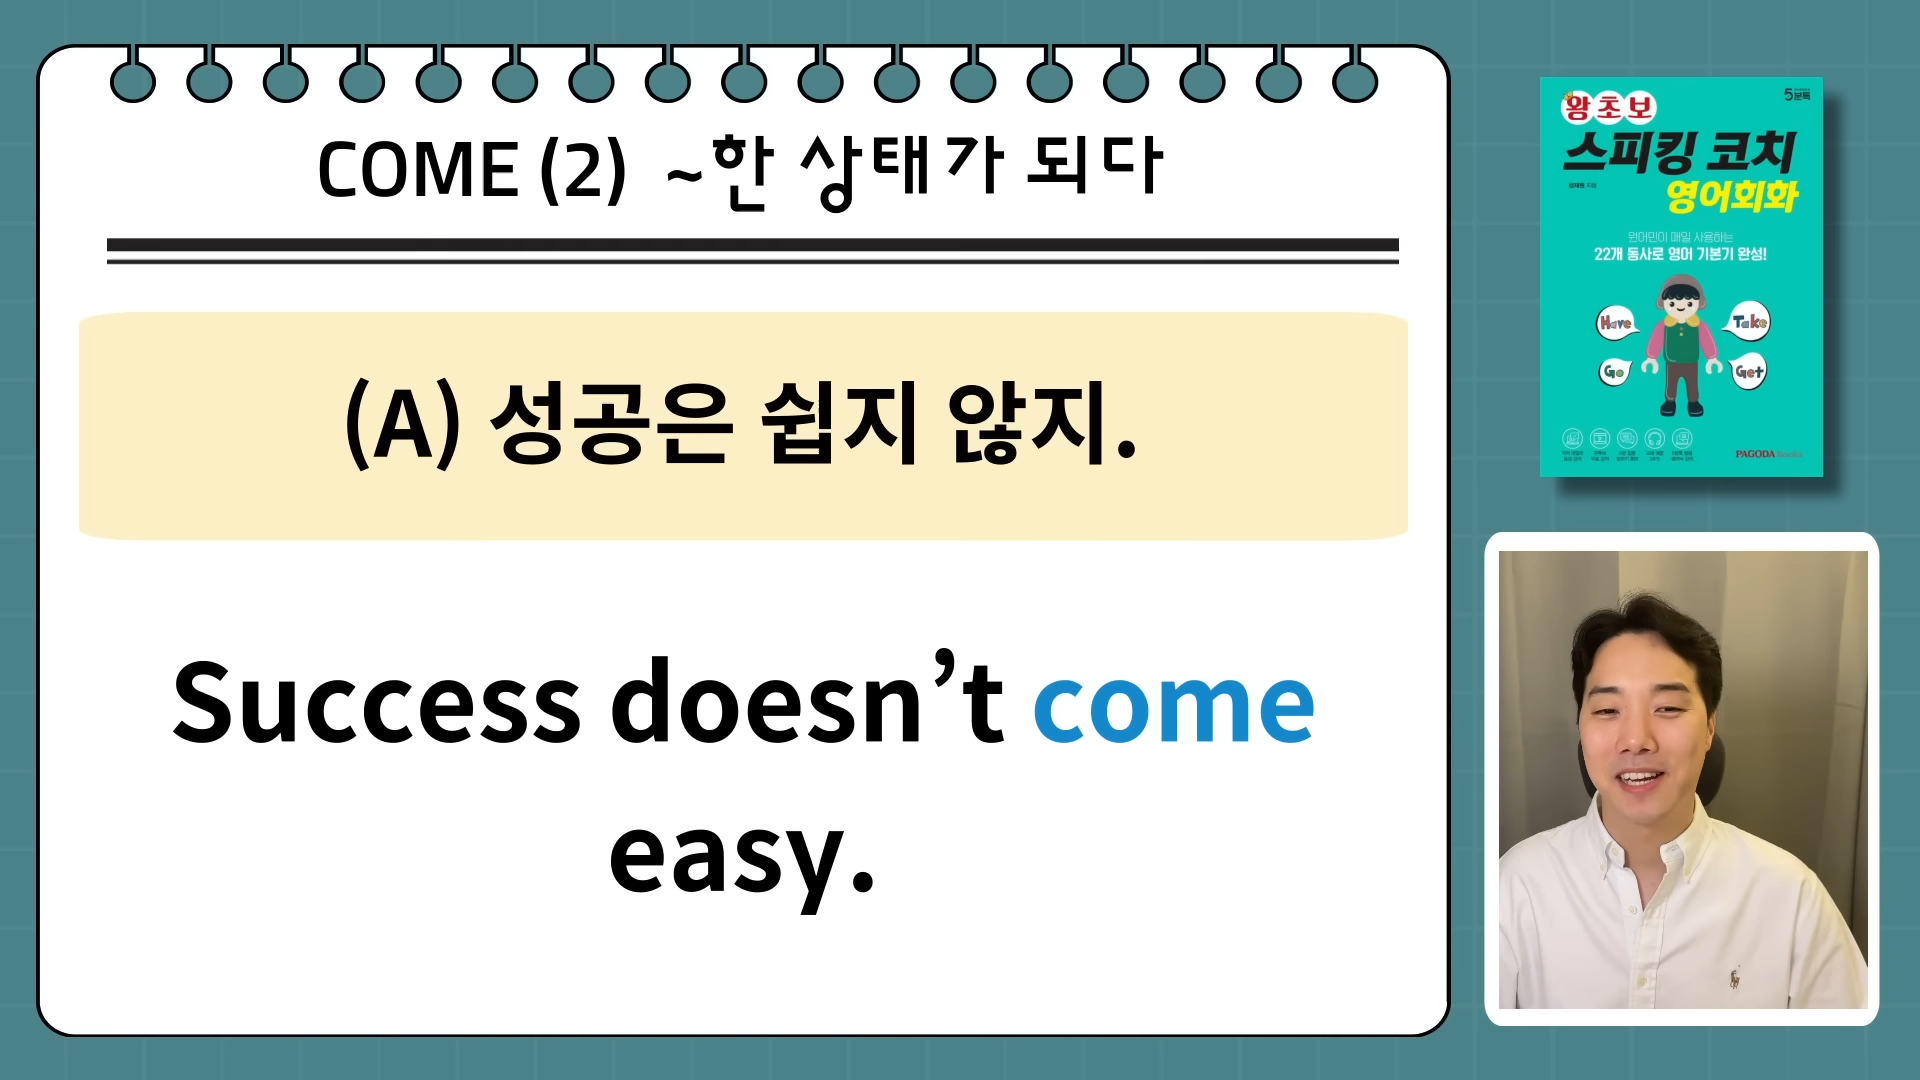 COME (2) ~한 상태가 되다
(A) 성공은 쉽지 않지.
Success doesn’t come
easy.
5분톡
왕초보
스피킹 코치
영어회화
원어민이 매일 사용하는
22개 동사로 영어 기본기 완성!
Have
Take
Go
Get
PAGODA Books